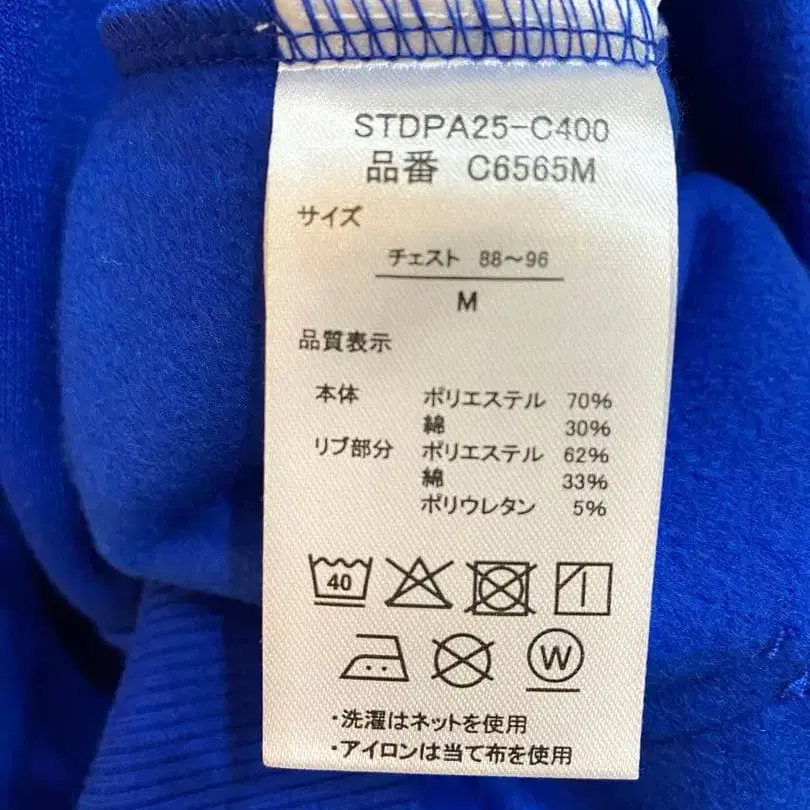 STDPA25-C400
品番 C6565M
サイズ
チェスト 88～96
M
品質表示
本体 ポリエステル 70%
綿 30%
リブ部分 ポリエステル 62%
綿 33%
ポリウレタン 5%
40
W
・洗濯はネットを使用
・アイロンは当て布を使用